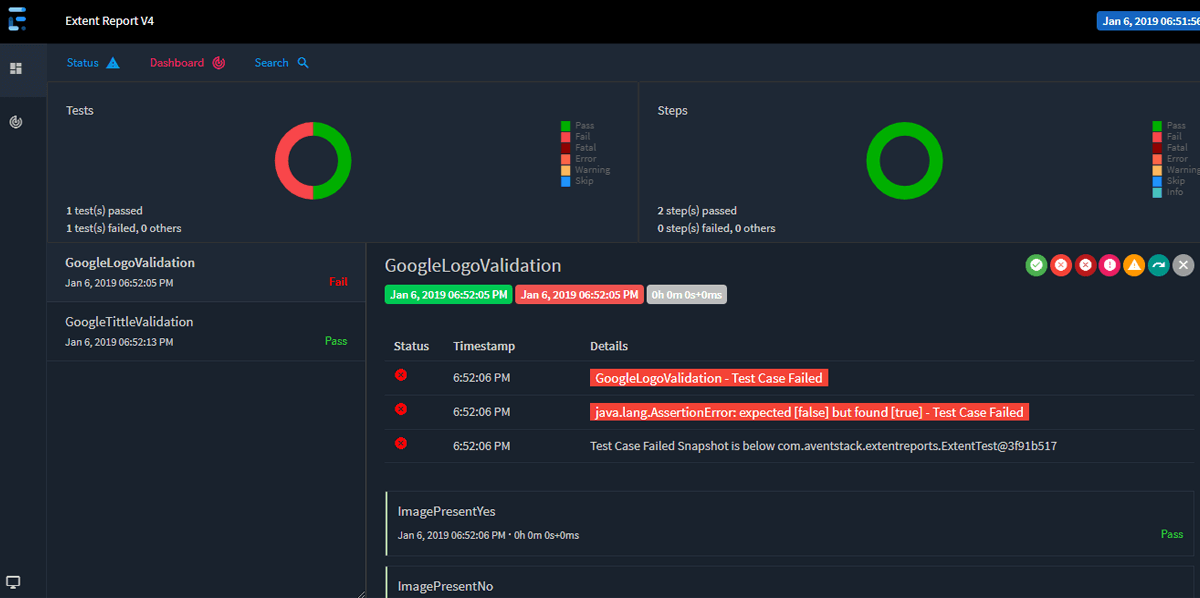 Extent Report V4
Jan 6, 2019 06:51:56
Status
Dashboard
Search
Tests
Pass
Fail
Fatal
Error
Warning
Skip
1 test(s) passed
1 test(s) failed, 0 others
Steps
Pass
Fail
Fatal
Error
Warning
Skip
Info
2 step(s) passed
0 step(s) failed, 0 others
GoogleLogoValidation
Jan 6, 2019 06:52:05 PM
Fail
GoogleTittleValidation
Jan 6, 2019 06:52:13 PM
Pass
GoogleLogoValidation
Jan 6, 2019 06:52:05 PM Jan 6, 2019 06:52:05 PM 0h 0m 0s+0ms
Status Timestamp Details
6:52:06 PM GoogleLogoValidation - Test Case Failed
6:52:06 PM java.lang.AssertionError: expected [false] but found [true] - Test Case Failed
6:52:06 PM Test Case Failed Snapshot is below com.aventstack.extentreports.ExtentTest@3f91b517
ImagePresentYes
Jan 6, 2019 06:52:06 PM · 0h 0m 0s+0ms
Pass
ImagePresentNo